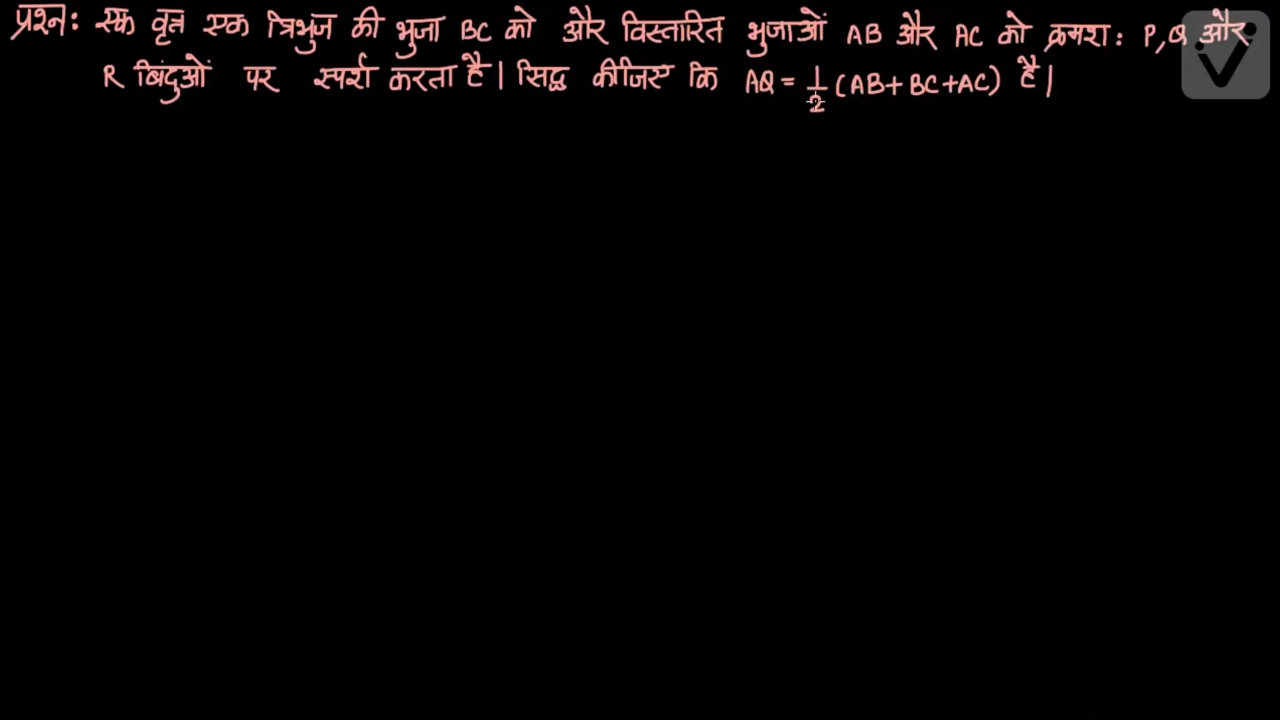 प्रश्न: एक वृत्त एक त्रिभुज की भुजा BC को और विस्तारित भुजाओं AB और AC को क्रमश: P, Q और
R बिंदुओं पर स्पर्श करता है। सिद्ध कीजिए कि AQ = 1/2 (AB+BC+AC) है।